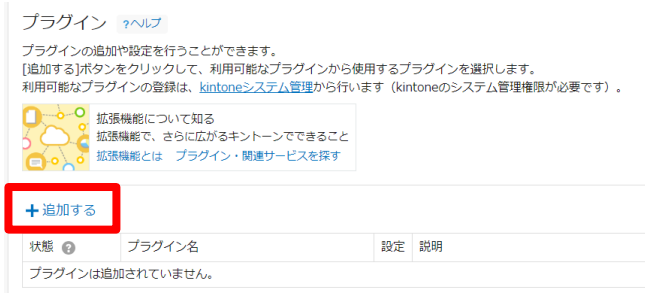 プラグイン ?ヘルプ
プラグインの追加や設定を行うことができます。
[追加する]ボタンをクリックして、利用可能なプラグインから使用するプラグインを選択します。
利用可能なプラグインの登録は、kintoneシステム管理から行います（kintoneのシステム管理権限が必要です）。
拡張機能について知る
拡張機能で、さらに広がるキントーンでできること
拡張機能とは プラグイン・関連サービスを探す
+追加する
状態 ? プラグイン名 設定 説明
プラグインは追加されていません。